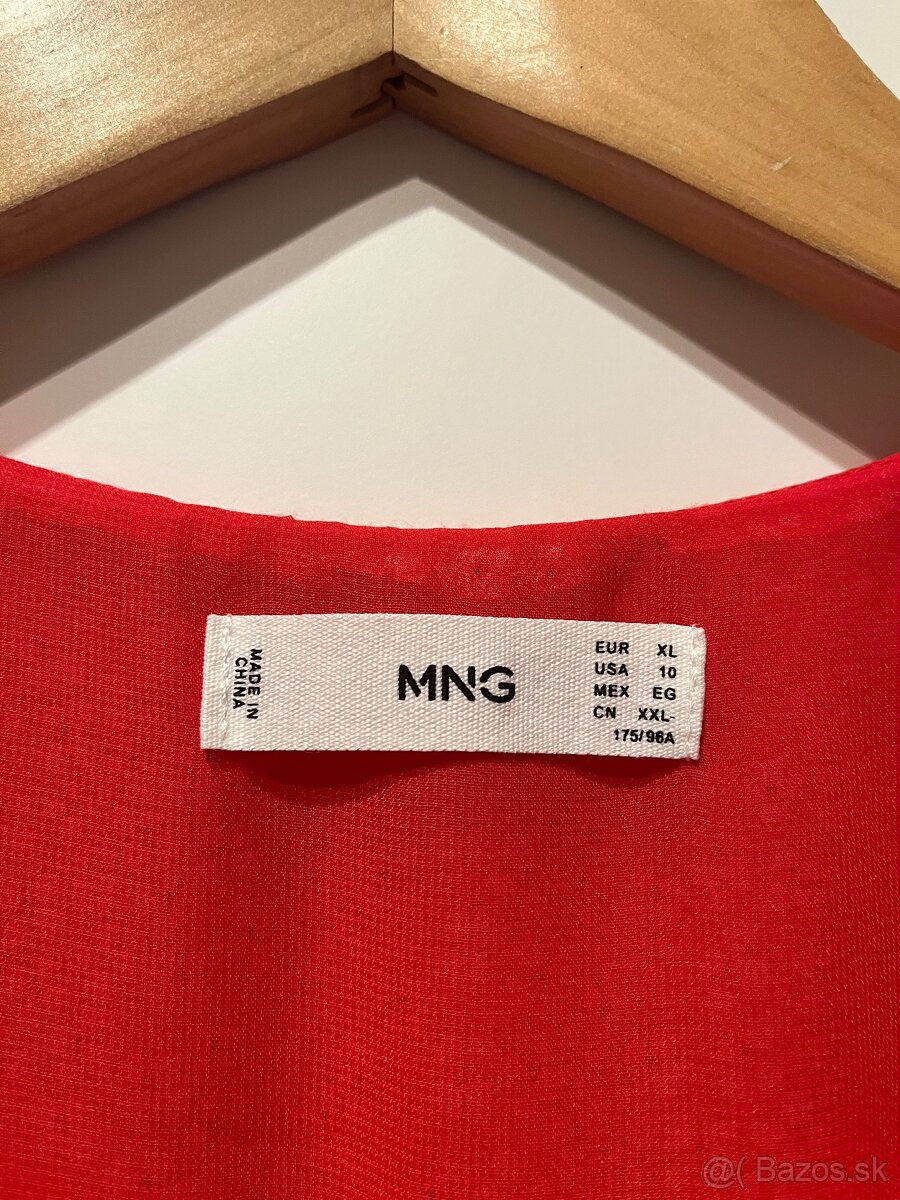 MADE IN
CHINA
MNG
EUR XL
USA 10
MEX EG
CN XXL-
175/96A
@( Bazos.sk